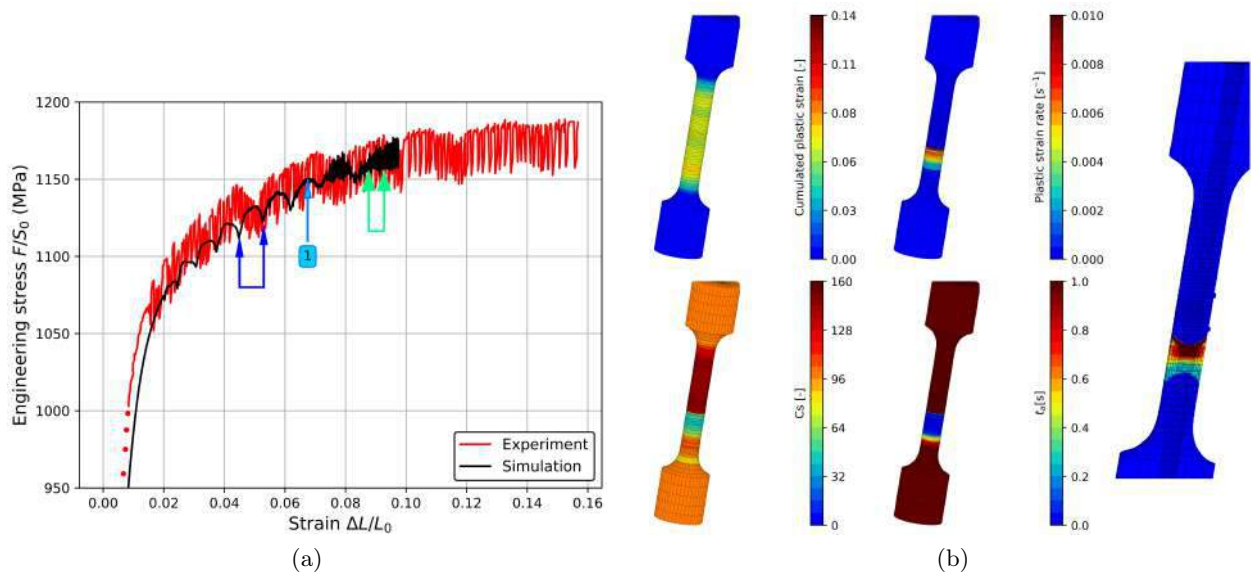 1200
1150
1100
1050
1000
950
0.00 0.02 0.04 0.06 0.08 0.10 0.12 0.14 0.16
Engineering stress F/S₀ (MPa)
Strain ΔL/L₀
1
Experiment
Simulation
(a)
0.14
0.11
0.09
0.06
0.03
0.00
Cumulated plastic strain [-]
0.010
0.008
0.006
0.004
0.002
0.000
Plastic strain rate [s⁻¹]
160
128
96
64
32
0
Cs [-]
1.0
0.8
0.6
0.4
0.2
0.0
tₐ[s]
(b)